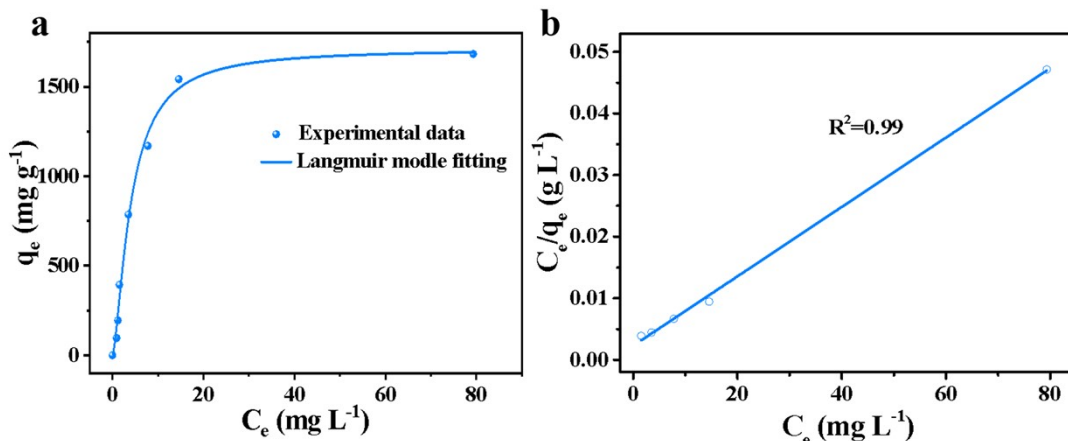 a
1500
1000
500
0
0 20 40 60 80
qₑ (mg g⁻¹)
Cₑ (mg L⁻¹)
Experimental data
Langmuir modle fitting
b
0.05
0.04
0.03
0.02
0.01
0.00
0 20 40 60 80
Cₑ/qₑ (g L⁻¹)
Cₑ (mg L⁻¹)
R²=0.99